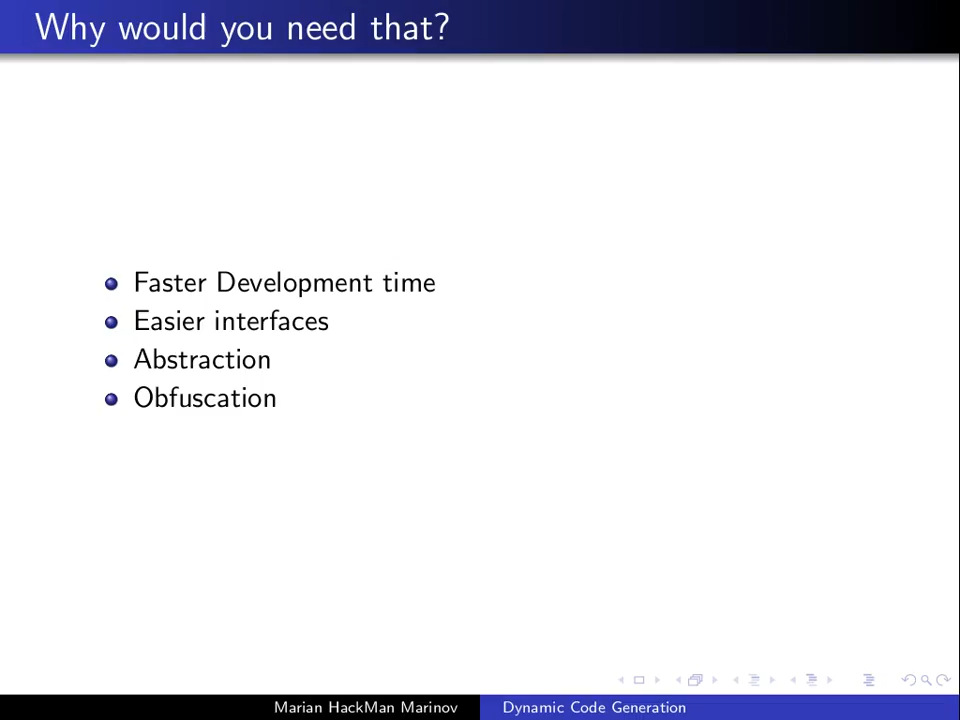 Why would you need that?
Faster Development time
Easier interfaces
Abstraction
Obfuscation
Marian HackMan Marinov
Dynamic Code Generation